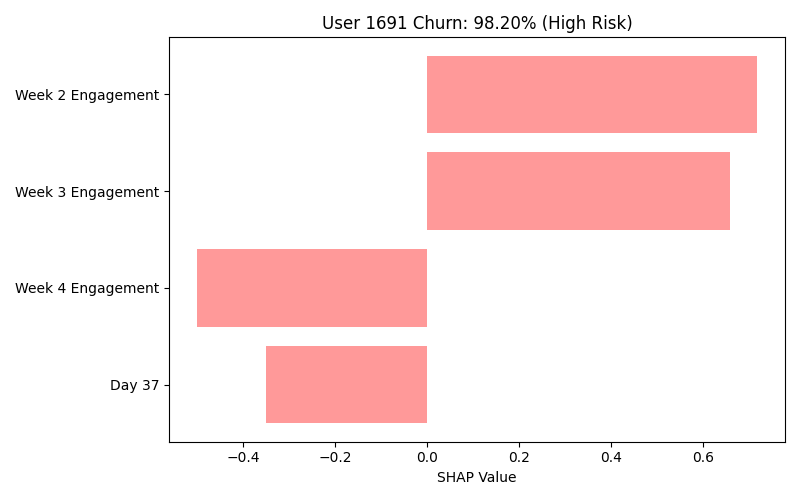 User 1691 Churn: 98.20% (High Risk)
Week 2 Engagement
Week 3 Engagement
Week 4 Engagement
Day 37
−0.4 −0.2 0.0 0.2 0.4 0.6
SHAP Value